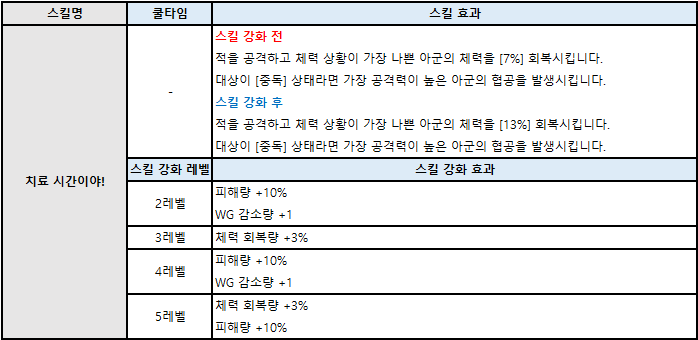 스킬명 쿨타임 스킬 효과
치료 시간이야!
-
스킬 강화 전
적을 공격하고 체력 상황이 가장 나쁜 아군의 체력을 [7%] 회복시킵니다.
대상이 [중독] 상태라면 가장 공격력이 높은 아군의 협공을 발생시킵니다.
스킬 강화 후
적을 공격하고 체력 상황이 가장 나쁜 아군의 체력을 [13%] 회복시킵니다.
대상이 [중독] 상태라면 가장 공격력이 높은 아군의 협공을 발생시킵니다.
스킬 강화 레벨 스킬 강화 효과
2레벨
피해량 +10%
WG 감소량 +1
3레벨 체력 회복량 +3%
4레벨
피해량 +10%
WG 감소량 +1
5레벨
체력 회복량 +3%
피해량 +10%